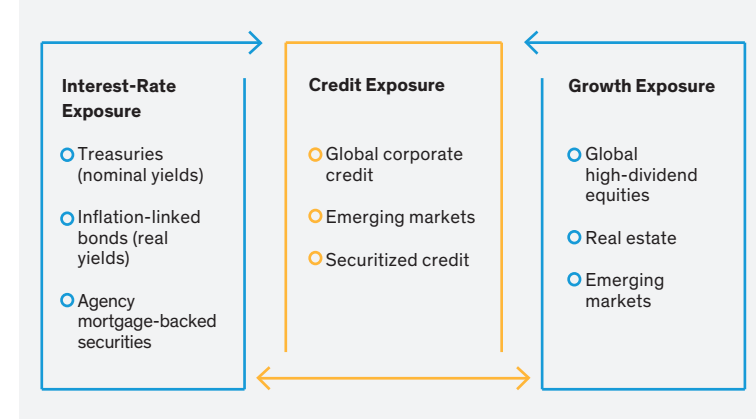 Interest-Rate
Exposure
Treasuries
(nominal yields)
Inflation-linked
bonds (real
yields)
Agency
mortgage-backed
securities
Credit Exposure
Global corporate
credit
Emerging markets
Securitized credit
Growth Exposure
Global
high-dividend
equities
Real estate
Emerging
markets